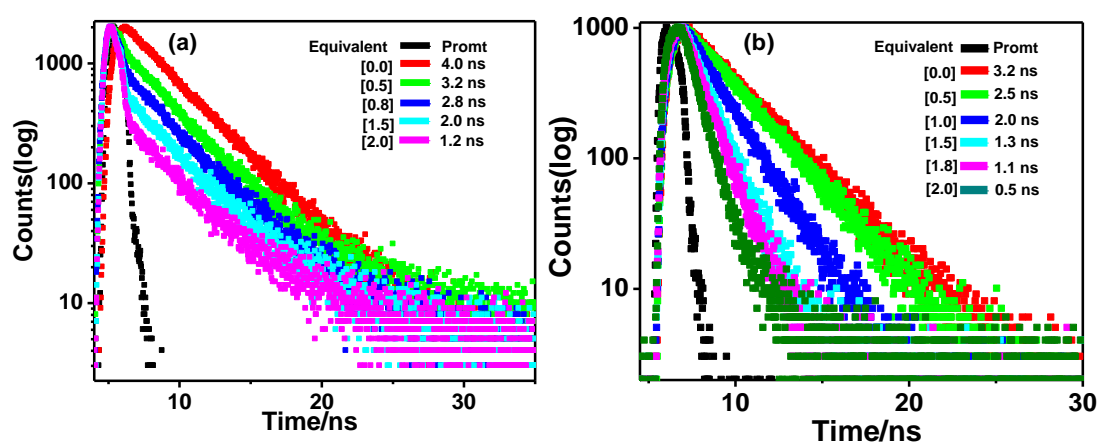 (a)
Equivalent Promt
[0.0] 4.0 ns
[0.5] 3.2 ns
[0.8] 2.8 ns
[1.5] 2.0 ns
[2.0] 1.2 ns
1000
100
10
Counts(log)
10 20 30
Time/ns
(b)
Equivalent Promt
[0.0] 3.2 ns
[0.5] 2.5 ns
[1.0] 2.0 ns
[1.5] 1.3 ns
[1.8] 1.1 ns
[2.0] 0.5 ns
1000
100
10
Counts(log)
10 20 30
Time/ns